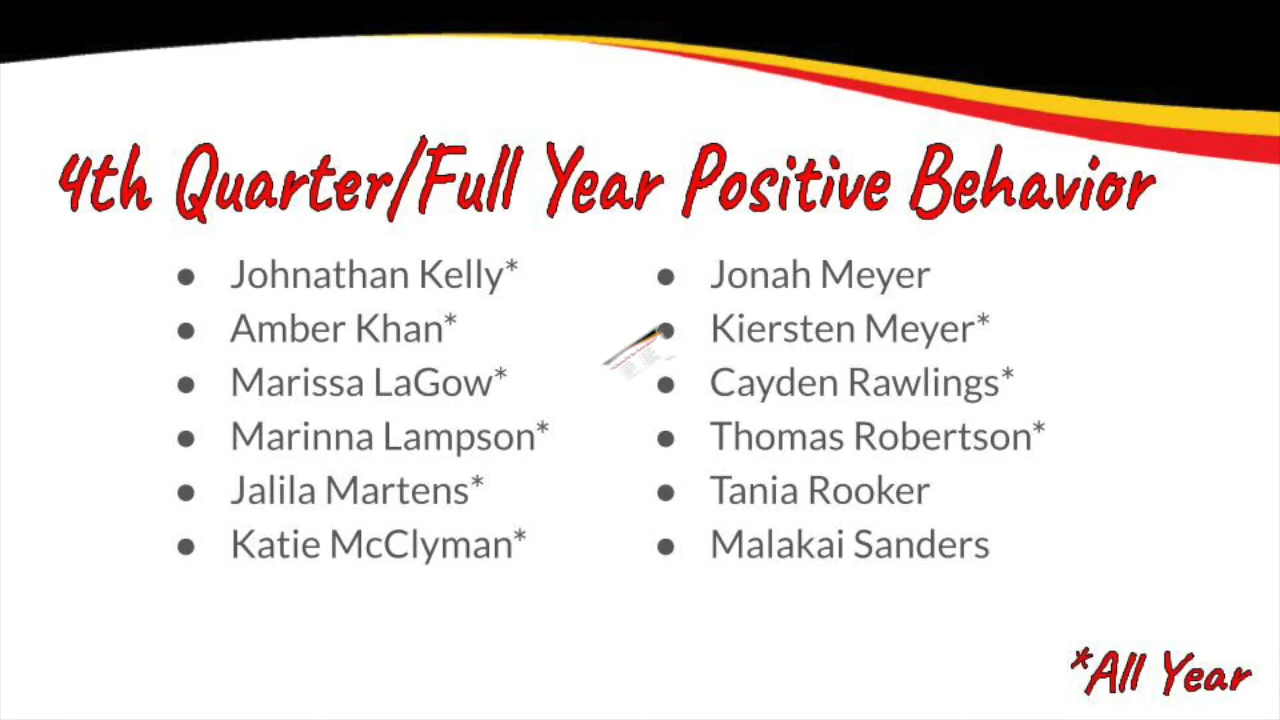 4th Quarter/Full Year Positive Behavior
Johnathan Kelly*
Amber Khan*
Marissa LaGow*
Marinna Lampson*
Jalila Martens*
Katie McClyman*
Jonah Meyer
Kiersten Meyer*
Cayden Rawlings*
Thomas Robertson*
Tania Rooker
Malakai Sanders
*All Year